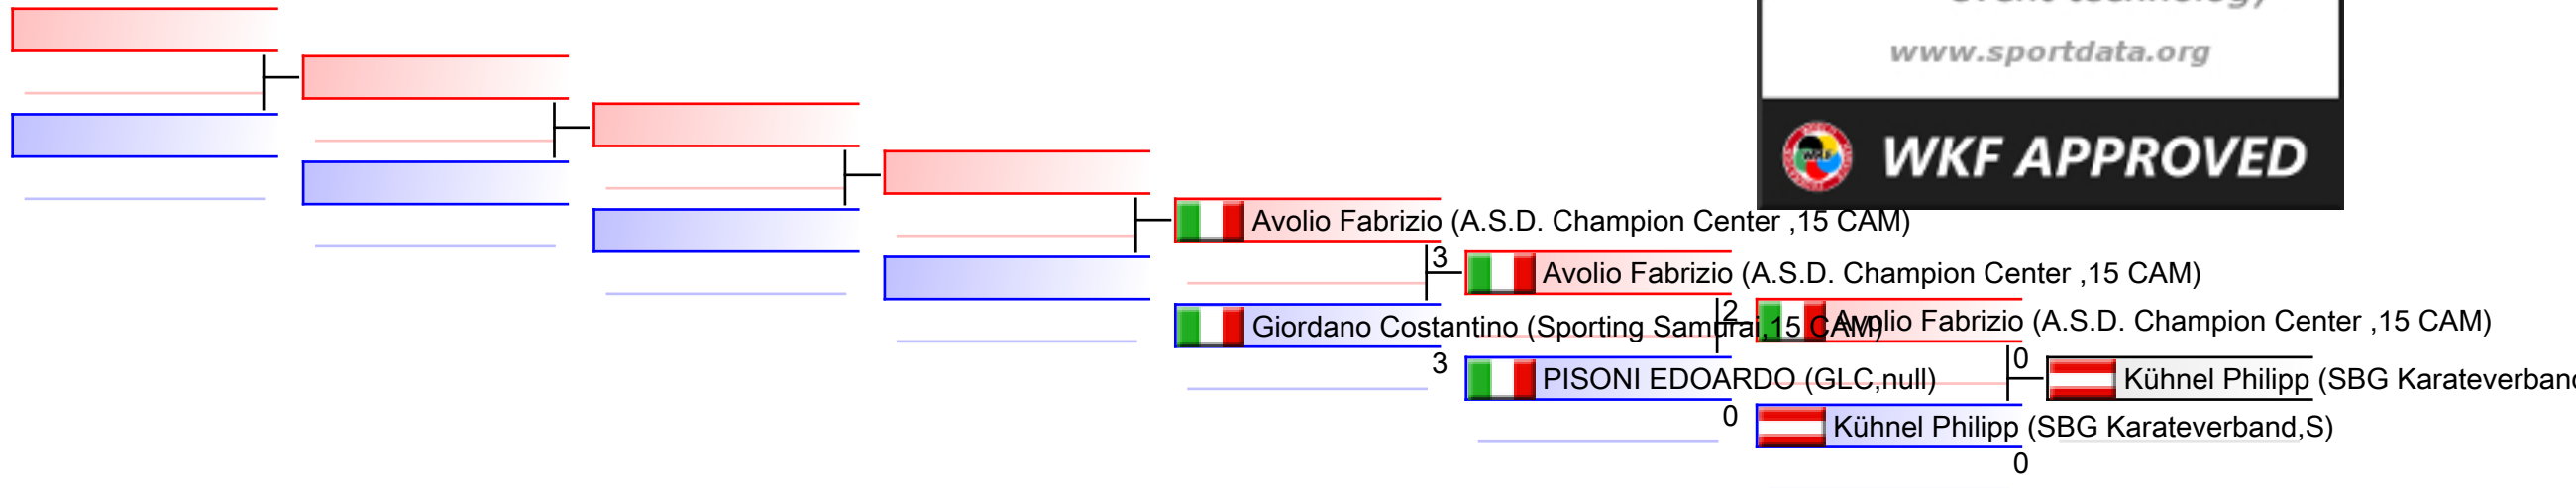 event technology
www.sportdata.org
WKF APPROVED
Avolio Fabrizio (A.S.D. Champion Center ,15 CAM)
3
Avolio Fabrizio (A.S.D. Champion Center ,15 CAM)
2
Avolio Fabrizio (A.S.D. Champion Center ,15 CAM)
Giordano Costantino (Sporting Samurai,15 CAM)
3
0
PISONI EDOARDO (GLC,null)
Kühnel Philipp (SBG Karateverband
0
Kühnel Philipp (SBG Karateverband,S)
0